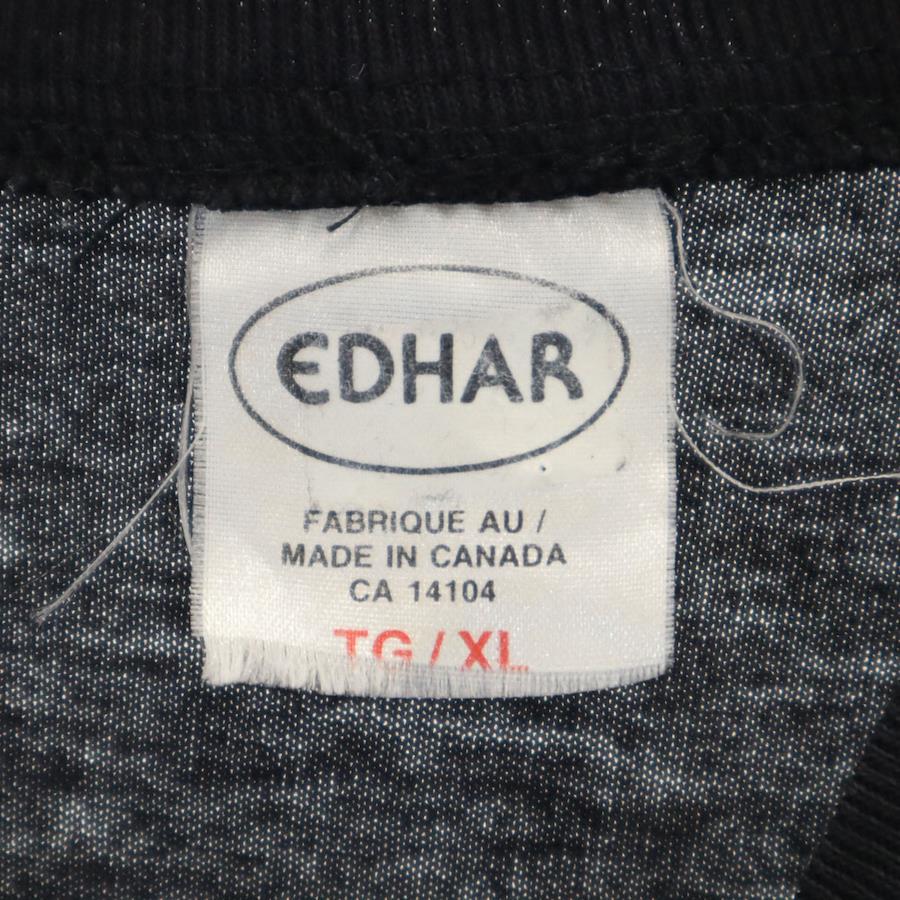 EDHAR
FABRIQUE AU /
MADE IN CANADA
CA 14104
TG / XL